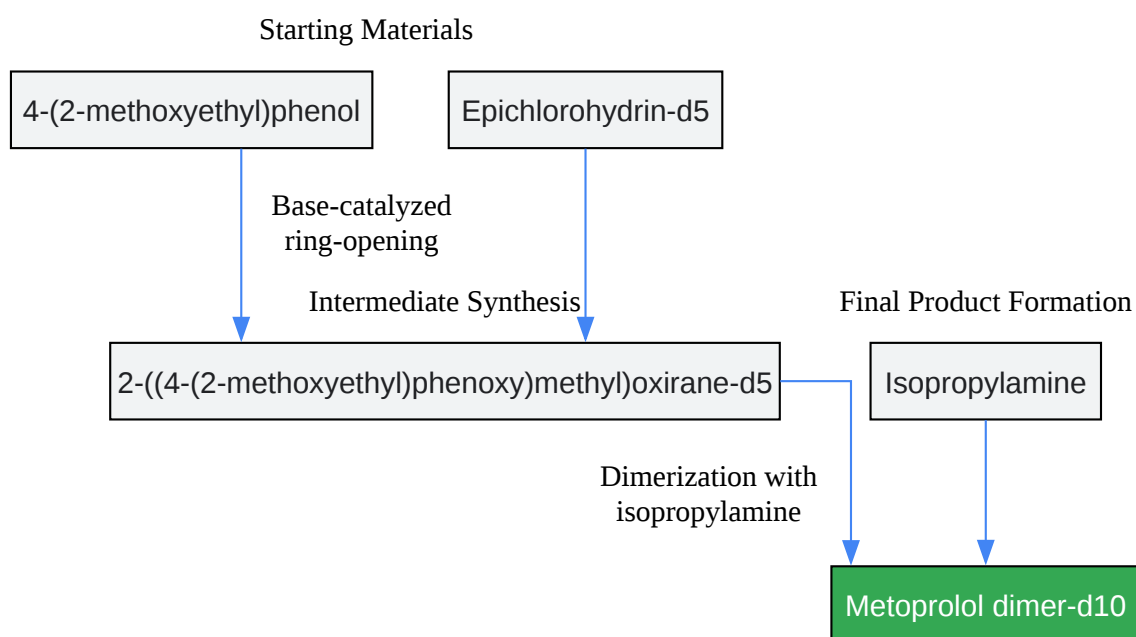 Starting Materials
4-(2-methoxyethyl)phenol
Epichlorohydrin-d5
Base-catalyzed
ring-opening
Intermediate Synthesis
Final Product Formation
2-((4-(2-methoxyethyl)phenoxy)methyl)oxirane-d5
Isopropylamine
Dimerization with
isopropylamine
Metoprolol dimer-d10